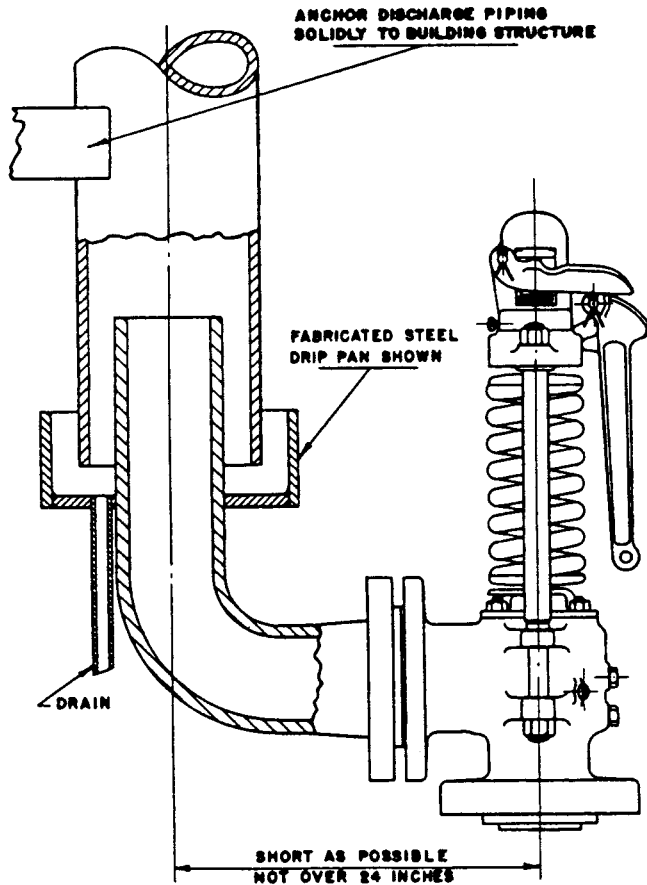 ANCHOR DISCHARGE PIPING
SOLIDLY TO BUILDING STRUCTURE
FABRICATED STEEL
DRIP PAN SHOWN
DRAIN
SHORT AS POSSIBLE
NOT OVER 24 INCHES